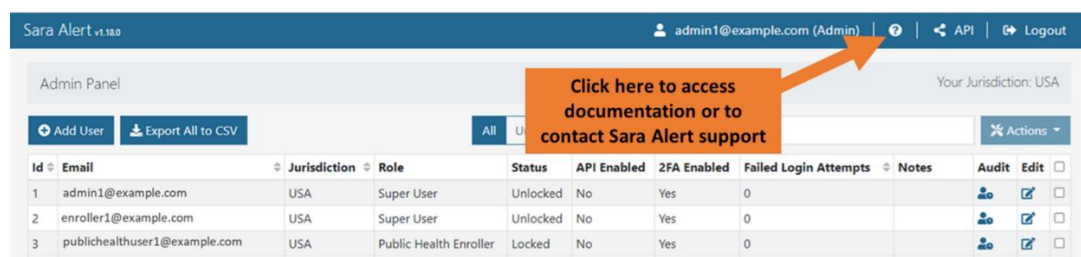 Sara Alert v1.18.0 admin1@example.com (Admin) API Logout
Admin Panel Your Jurisdiction: USA
Click here to access
documentation or to
contact Sara Alert support
Add User Export All to CSV All Actions
Id Email Jurisdiction Role Status API Enabled 2FA Enabled Failed Login Attempts Notes Audit Edit
1 admin1@example.com USA Super User Unlocked No Yes 0
2 enroller1@example.com USA Super User Unlocked No Yes 0
3 publichealthuser1@example.com USA Public Health Enroller Locked No Yes 0